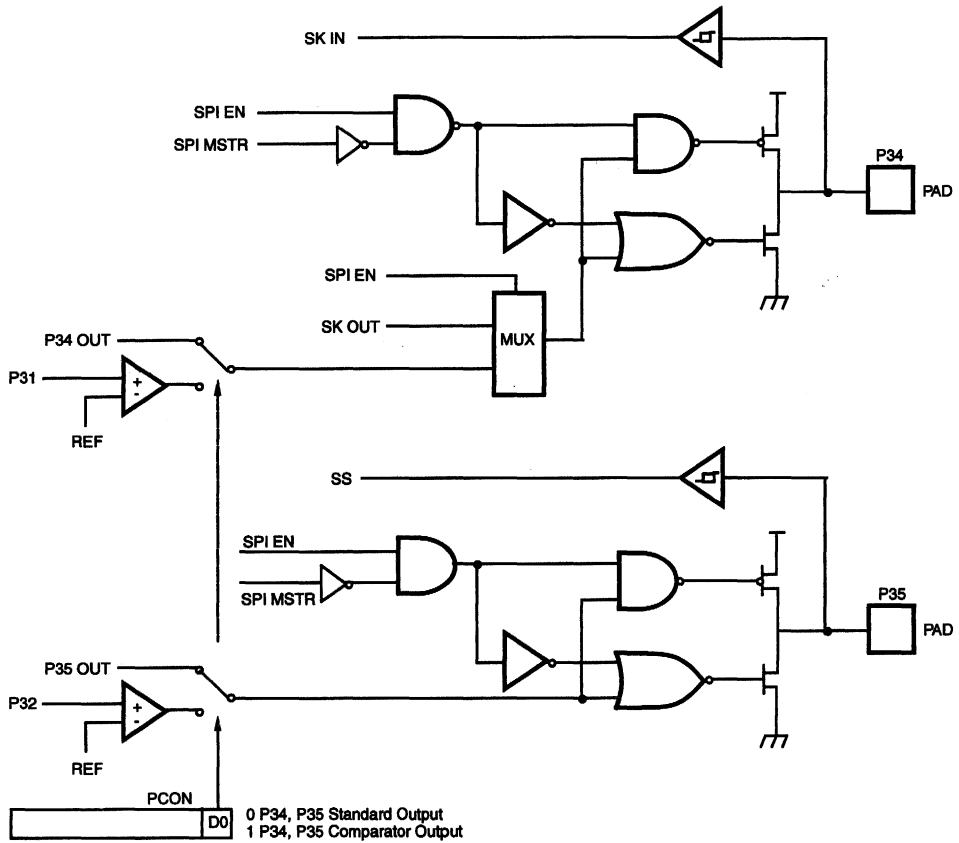 SK IN
SPI EN
SPI MSTR
P34
PAD
SPI EN
SK OUT
MUX
P34 OUT
P31
+
-
REF
SS
SPI EN
SPI MSTR
P35
PAD
P35 OUT
P32
+
-
REF
PCON
D0
0 P34, P35 Standard Output
1 P34, P35 Comparator Output